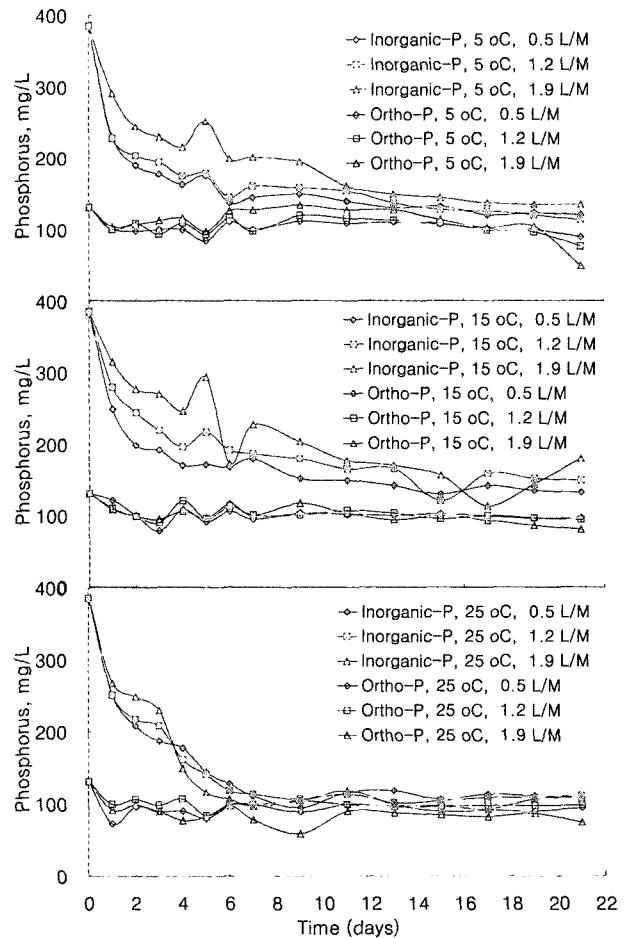 400
300
200
100
Phosphorus, mg/L
Inorganic-P, 5 oC, 0.5 L/M
Inorganic-P, 5 oC, 1.2 L/M
Inorganic-P, 5 oC, 1.9 L/M
Ortho-P, 5 oC, 0.5 L/M
Ortho-P, 5 oC, 1.2 L/M
Ortho-P, 5 oC, 1.9 L/M
400
300
200
100
0
Phosphorus, mg/L
Inorganic-P, 15 oC, 0.5 L/M
Inorganic-P, 15 oC, 1.2 L/M
Inorganic-P, 15 oC, 1.9 L/M
Ortho-P, 15 oC, 0.5 L/M
Ortho-P, 15 oC, 1.2 L/M
Ortho-P, 15 oC, 1.9 L/M
400
300
200
100
0
Phosphorus, mg/L
Inorganic-P, 25 oC, 0.5 L/M
Inorganic-P, 25 oC, 1.2 L/M
Inorganic-P, 25 oC, 1.9 L/M
Ortho-P, 25 oC, 0.5 L/M
Ortho-P, 25 oC, 1.2 L/M
Ortho-P, 25 oC, 1.9 L/M
0 2 4 6 8 10 12 14 16 18 20 22
Time (days)